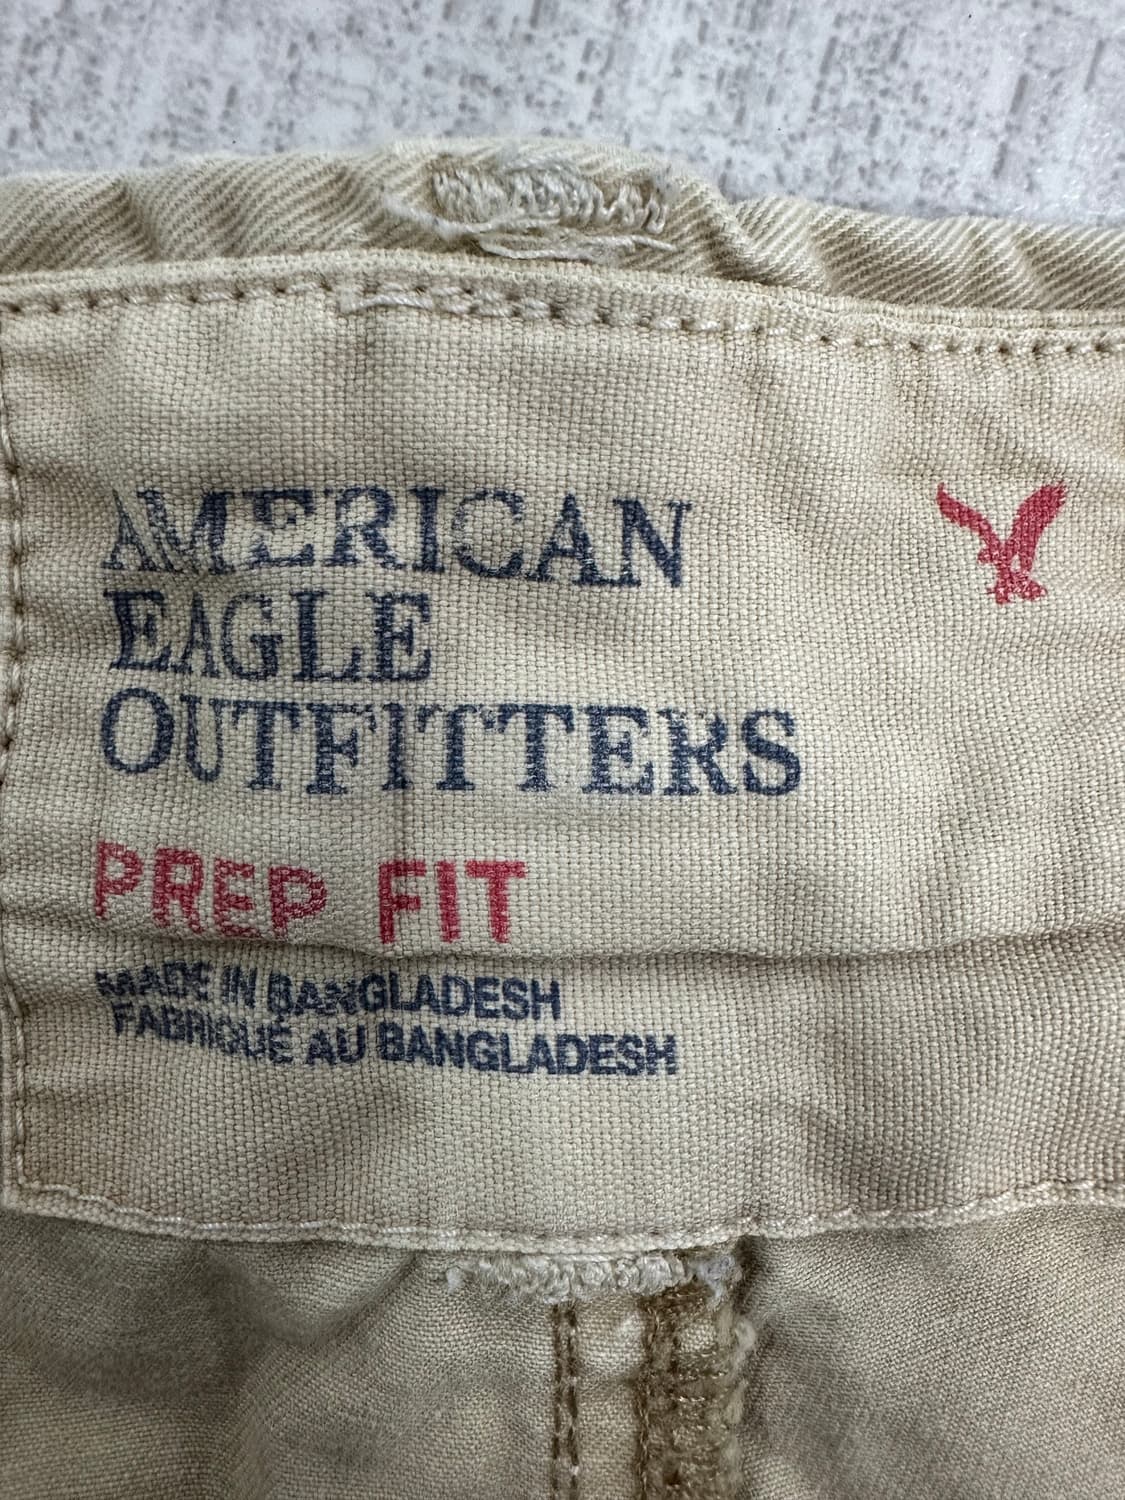 AMERICAN
EAGLE
OUTFITTERS
PREP FIT
MADE IN BANGLADESH
FABRIQUÉ AU BANGLADESH